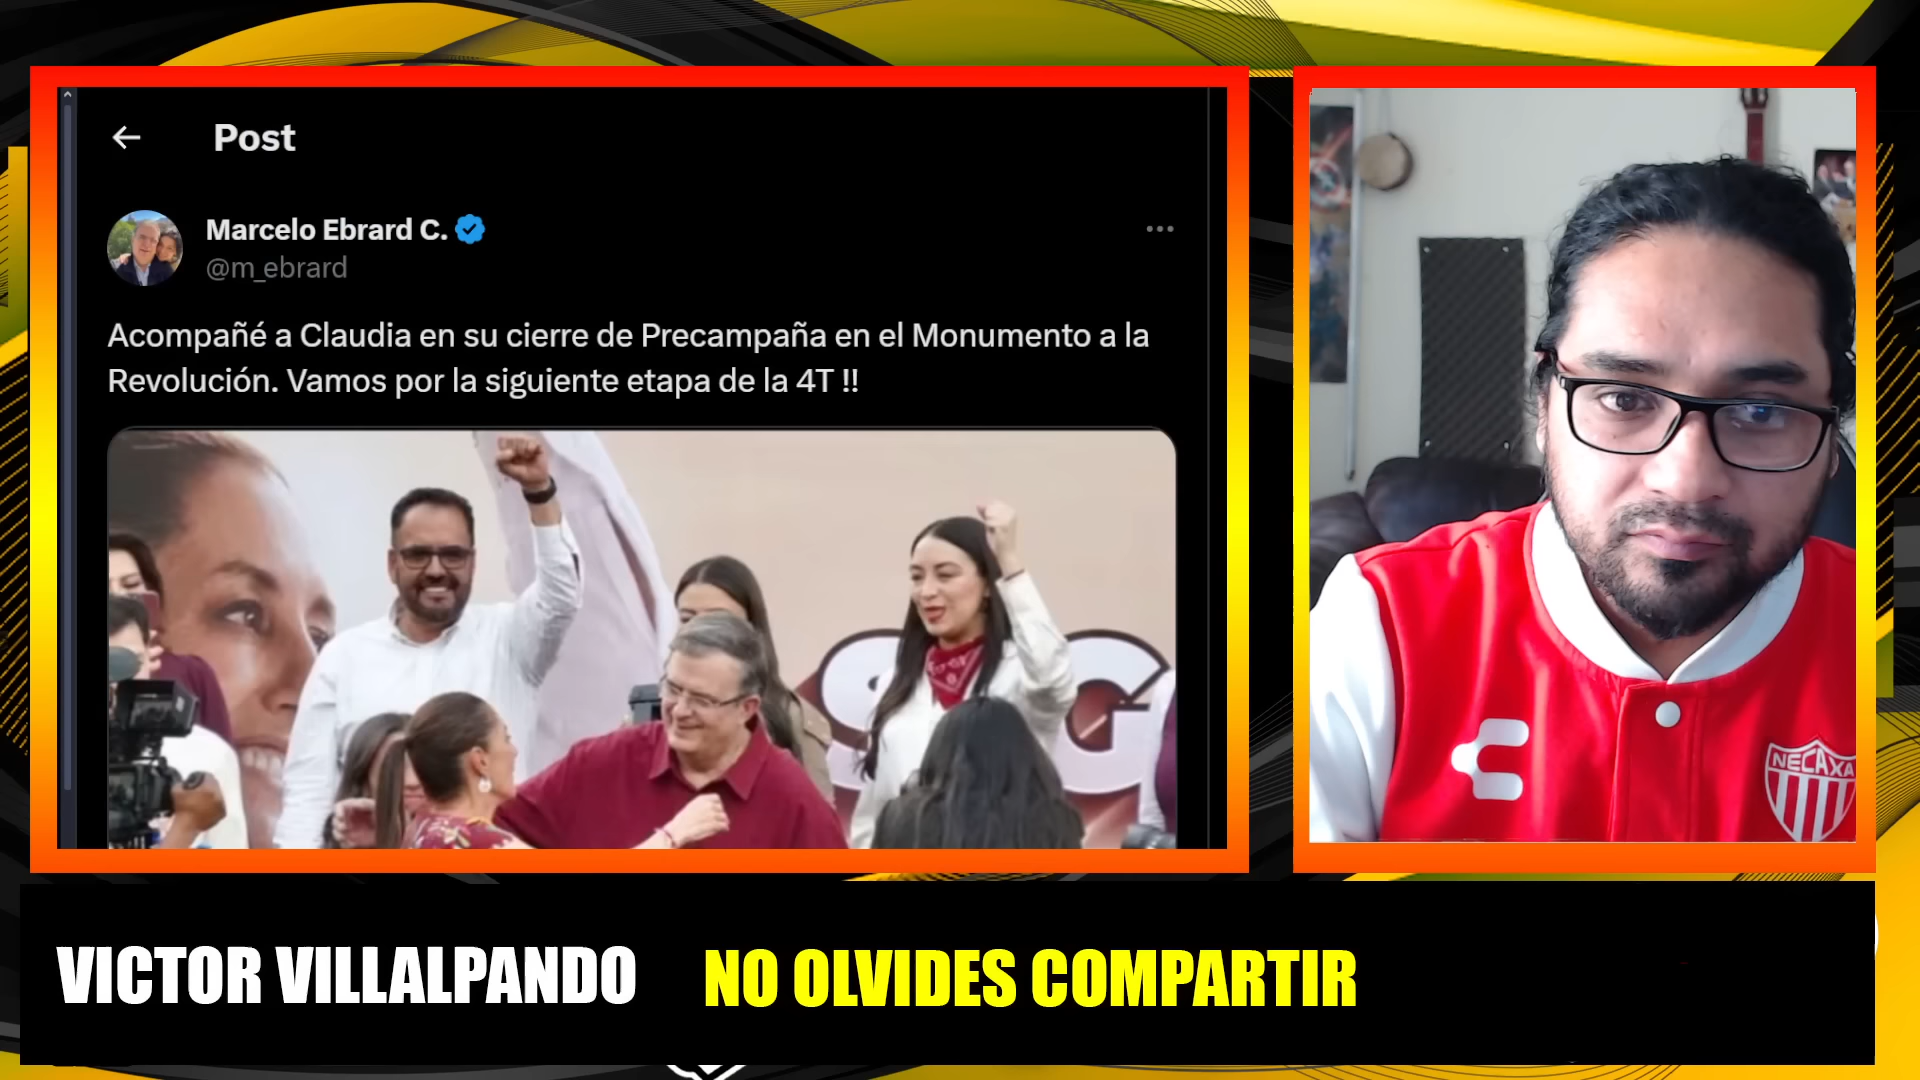 Post
Marcelo Ebrard C.
@m_ebrard
Acompañé a Claudia en su cierre de Precampaña en el Monumento a la
Revolución. Vamos por la siguiente etapa de la 4T !!
NECAXA
VICTOR VILLALPANDO
NO OLVIDES COMPARTIR